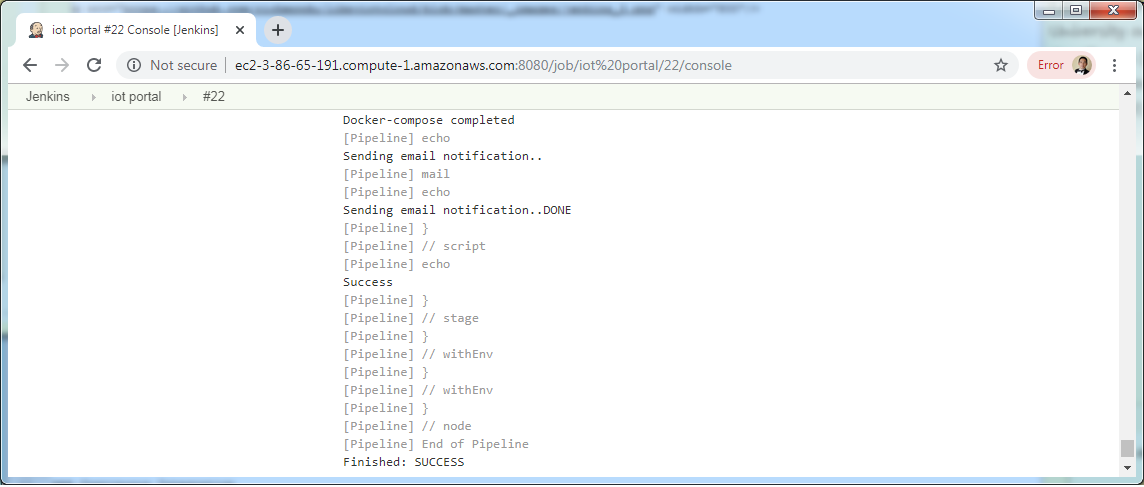 iot portal #22 Console [Jenkins]
Not secure | ec2-3-86-65-191.compute-1.amazonaws.com:8080/job/iot%20portal/22/console
Error
Jenkins iot portal #22
Docker-compose completed
[Pipeline] echo
Sending email notification..
[Pipeline] mail
[Pipeline] echo
Sending email notification..DONE
[Pipeline] }
[Pipeline] // script
[Pipeline] echo
Success
[Pipeline] }
[Pipeline] // stage
[Pipeline] }
[Pipeline] // withEnv
[Pipeline] }
[Pipeline] // withEnv
[Pipeline] }
[Pipeline] // node
[Pipeline] End of Pipeline
Finished: SUCCESS